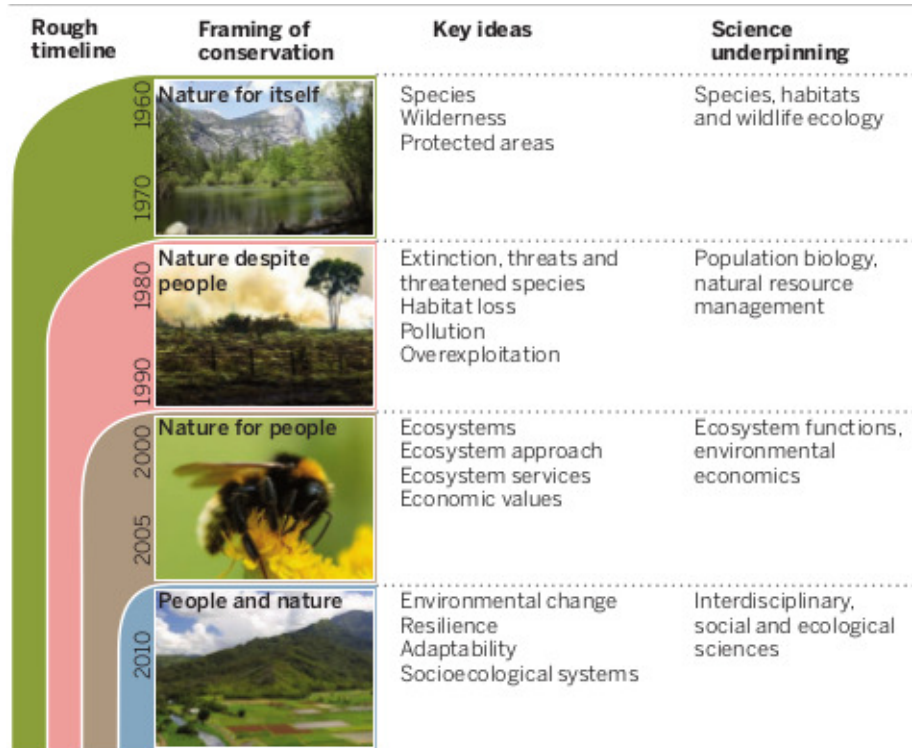 Rough
timeline
Framing of
conservation
Key ideas
Science
underpinning
1960
1970
Nature for itself
Species
Wilderness
Protected areas
Species, habitats
and wildlife ecology
1980
1990
Nature despite
people
Extinction, threats and
threatened species
Habitat loss
Pollution
Overexploitation
Population biology,
natural resource
management
2000
2005
Nature for people
Ecosystems
Ecosystem approach
Ecosystem services
Economic values
Ecosystem functions,
environmental
economics
2010
People and nature
Environmental change
Resilience
Adaptability
Socioecological systems
Interdisciplinary,
social and ecological
sciences